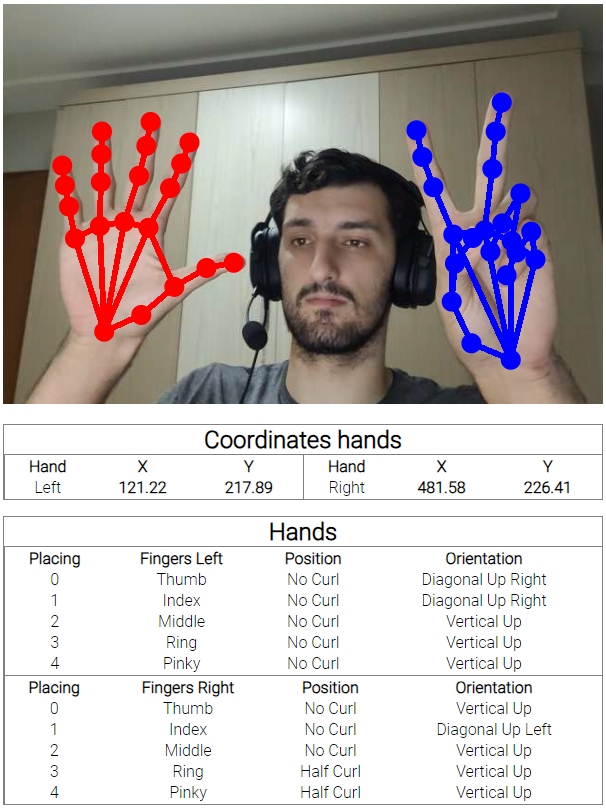 Coordinates hands
Hand X Y Hand X Y
Left 121.22 217.89 Right 481.58 226.41
Hands
Placing Fingers Left Position Orientation
0 Thumb No Curl Diagonal Up Right
1 Index No Curl Diagonal Up Right
2 Middle No Curl Vertical Up
3 Ring No Curl Vertical Up
4 Pinky No Curl Vertical Up
Placing Fingers Right Position Orientation
0 Thumb No Curl Vertical Up
1 Index No Curl Diagonal Up Left
2 Middle No Curl Vertical Up
3 Ring Half Curl Vertical Up
4 Pinky Half Curl Vertical Up